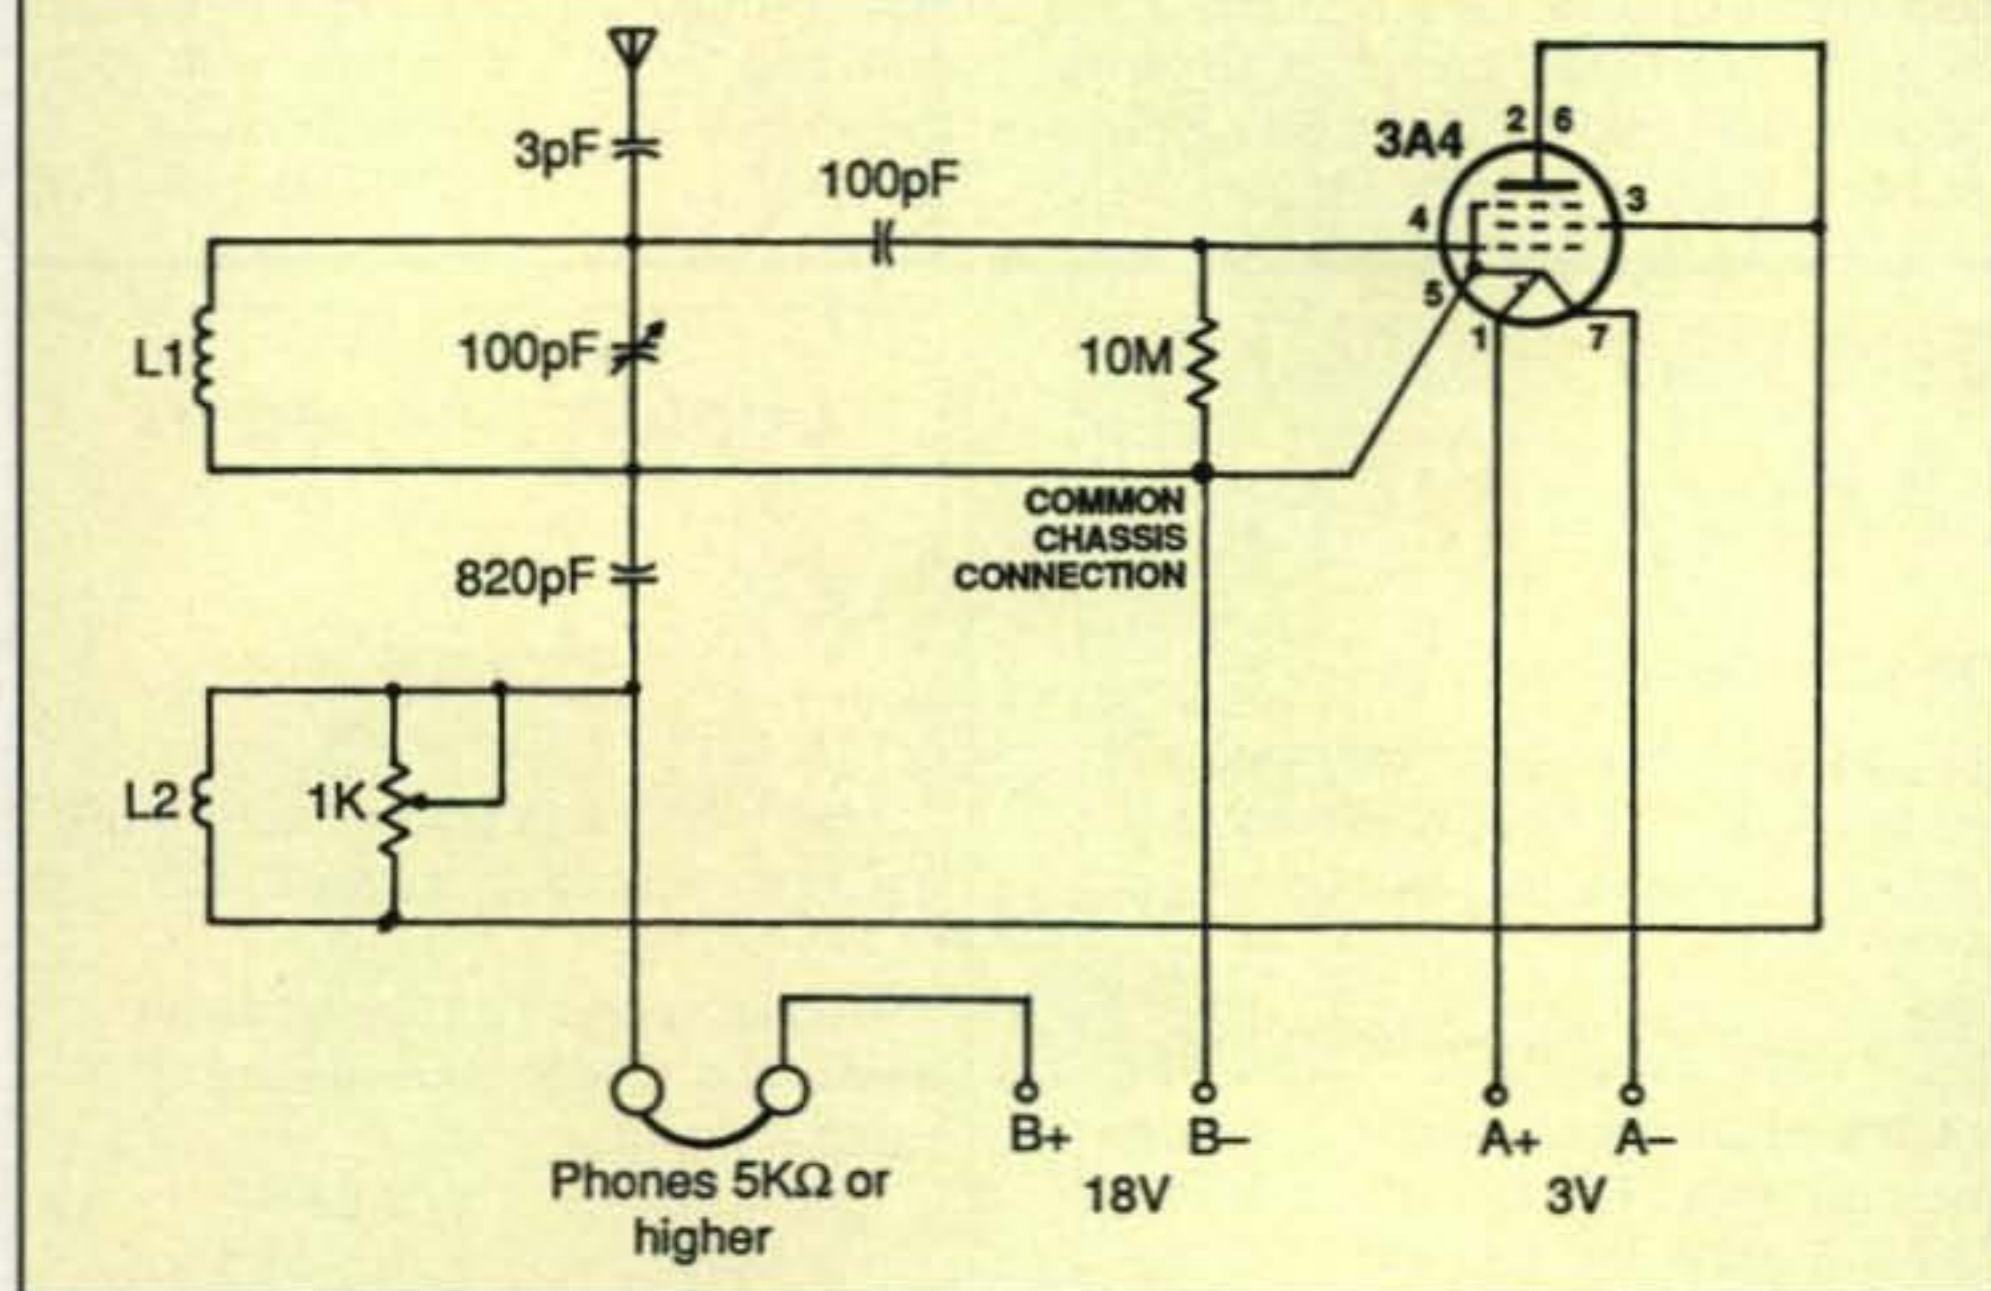 3pF
100pF
3A4
2 6
3
4
5
1
7
L1
100pF
10M
COMMON
CHASSIS
CONNECTION
820pF
L2
1K
B+
B–
A+
A–
18V
3V
Phones 5KΩ or
higher